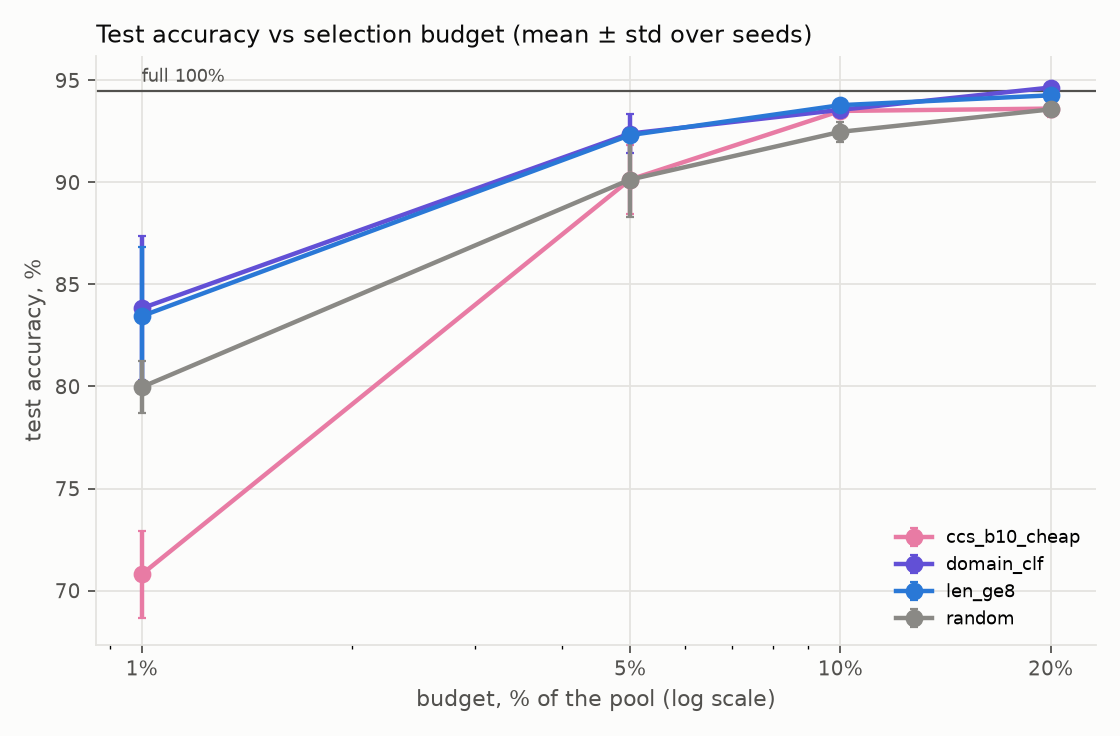 Test accuracy vs selection budget (mean ± std over seeds)
full 100%
95
90
85
80
75
70
test accuracy, %
1%
5%
10%
20%
budget, % of the pool (log scale)
ccs_b10_cheap
domain_clf
len_ge8
random